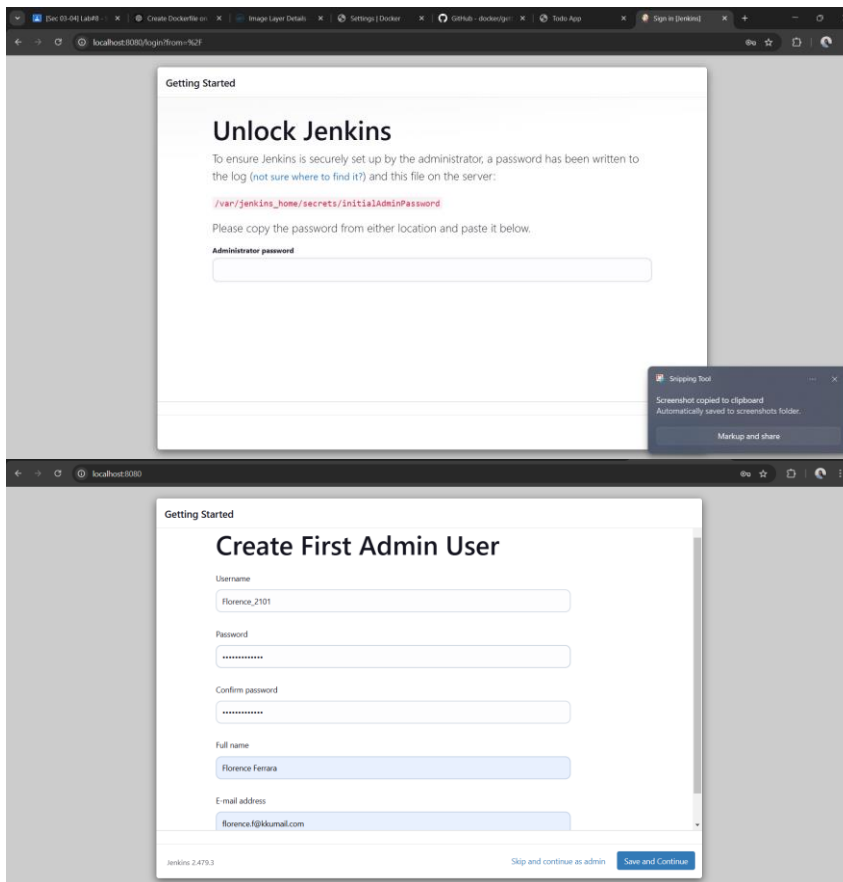 [Sec 03-04] Lab#8 -
Create Dockerfile on
Image Layer Details
Settings | Docker
GitHub - docker/get
Todo App
Sign in [Jenkins]
localhost:8080/login?from=%2F
Getting Started
Unlock Jenkins
To ensure Jenkins is securely set up by the administrator, a password has been written to
the log (not sure where to find it?) and this file on the server:
/var/jenkins_home/secrets/initialAdminPassword
Please copy the password from either location and paste it below.
Administrator password
Snipping Tool
Screenshot copied to clipboard
Automatically saved to screenshots folder.
Markup and share
localhost:8080
Getting Started
Create First Admin User
Username
Florence_2101
Password
Confirm password
Full name
Florence Ferrara
E-mail address
florence.f@kkumail.com
Jenkins 2.479.3
Skip and continue as admin
Save and Continue